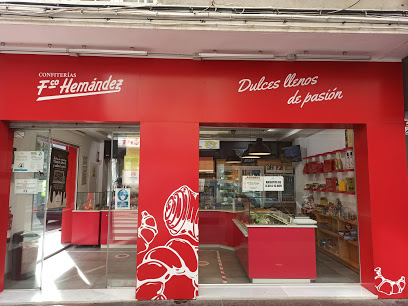 CONFITERÍAS
Fco Hernández
Dulces llenos
de pasión